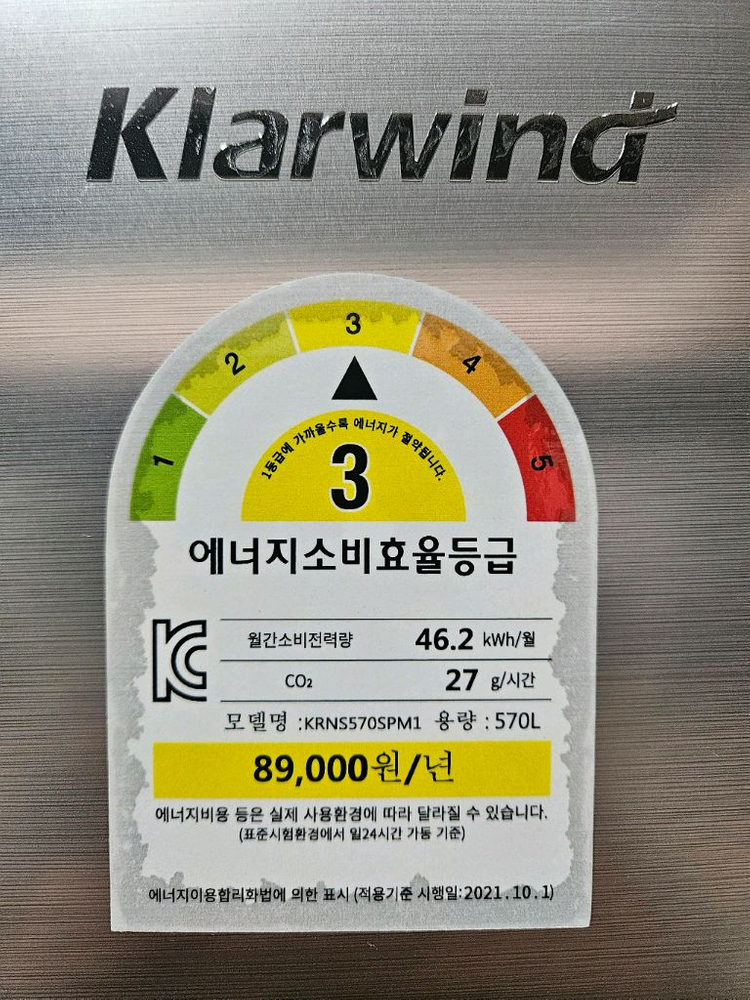 Klarwind
1
2
3
4
5
1등급에 가까울수록 에너지가 절약됩니다.
3
에너지소비효율등급
월간소비전력량 46.2 kWh/월
CO₂ 27 g/시간
모델명 :KRNS570SPM1 용량 : 570L
89,000원/년
에너지비용 등은 실제 사용환경에 따라 달라질 수 있습니다.
(표준시험환경에서 일24시간 가동 기준)
에너지이용합리화법에 의한 표시 (적용기준 시행일:2021.10.1)